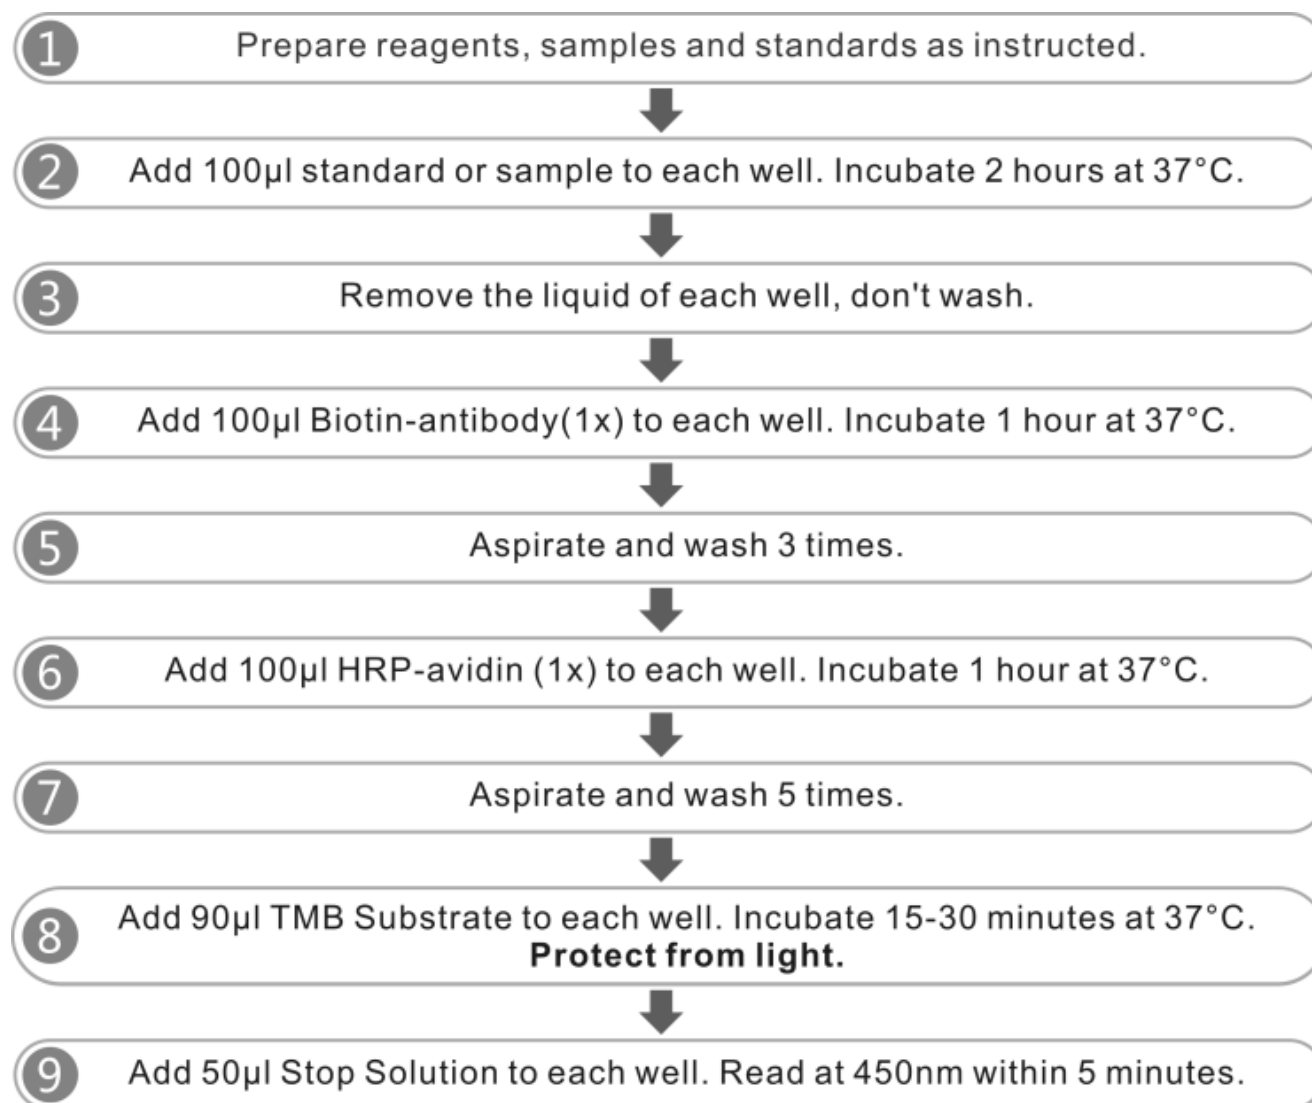 1 Prepare reagents, samples and standards as instructed.
2 Add 100µl standard or sample to each well. Incubate 2 hours at 37°C.
3 Remove the liquid of each well, don't wash.
4 Add 100µl Biotin-antibody(1x) to each well. Incubate 1 hour at 37°C.
5 Aspirate and wash 3 times.
6 Add 100µl HRP-avidin (1x) to each well. Incubate 1 hour at 37°C.
7 Aspirate and wash 5 times.
8 Add 90µl TMB Substrate to each well. Incubate 15-30 minutes at 37°C.
Protect from light.
9 Add 50µl Stop Solution to each well. Read at 450nm within 5 minutes.